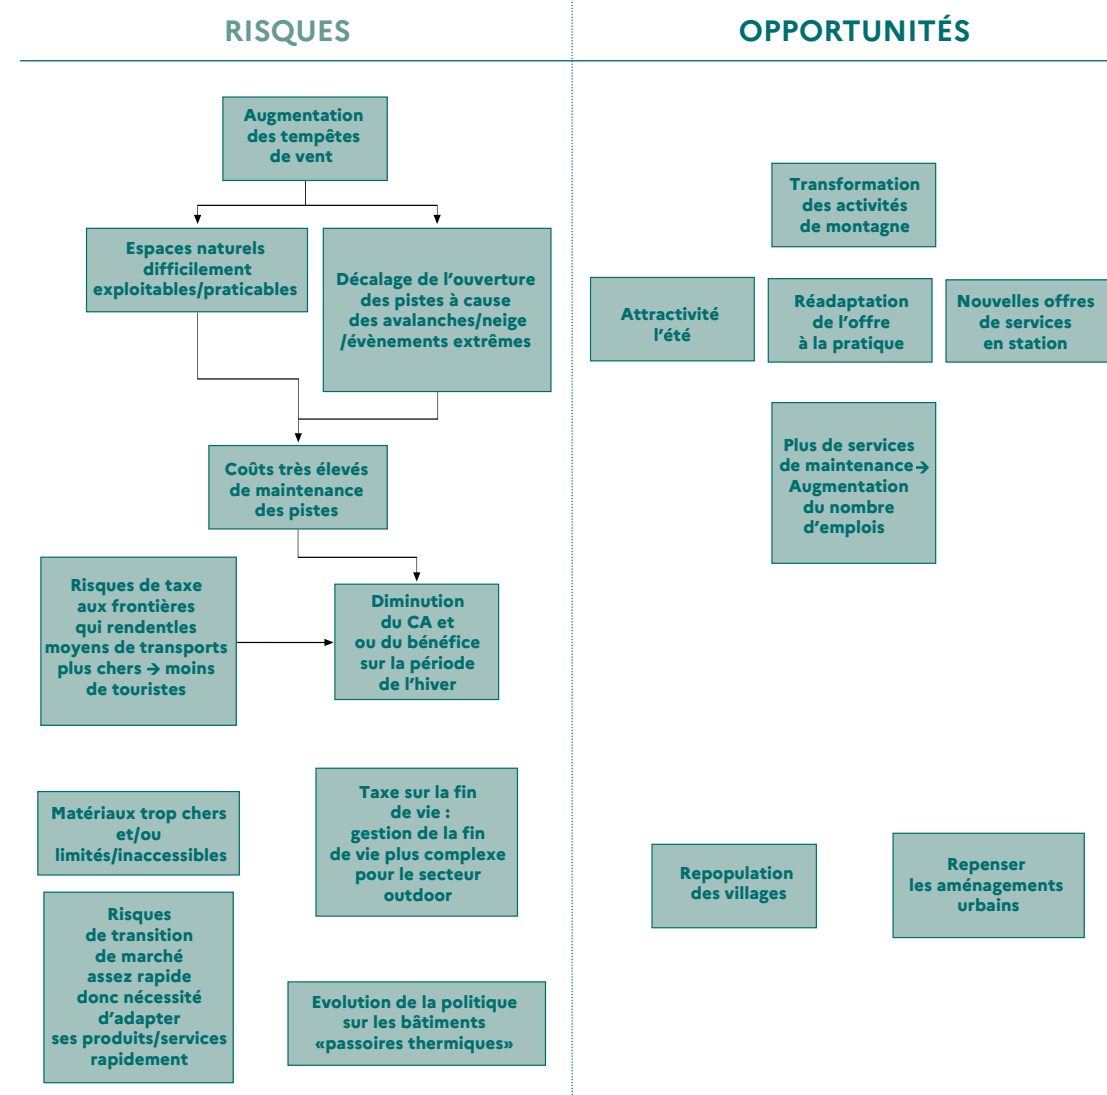 RISQUES
OPPORTUNITÉS
Augmentation
des tempêtes
de vent
Espaces naturels
difficilement
exploitables/praticables
Décalage de l'ouverture
des pistes à cause
des avalanches/neige
/évènements extrêmes
Coûts très élevés
de maintenance
des pistes
Risques de taxe
aux frontières
qui rendentles
moyens de transports
plus chers → moins
de touristes
Diminution
du CA et
ou du bénéfice
sur la période
de l'hiver
Matériaux trop chers
et/ou
limités/inaccessibles
Taxe sur la fin
de vie :
gestion de la fin
de vie plus complexe
pour le secteur
outdoor
Risques
de transition
de marché
assez rapide
donc nécessité
d'adapter
ses produits/services
rapidement
Evolution de la politique
sur les bâtiments
«passoires thermiques»
Transformation
des activités
de montagne
Attractivité
l'été
Réadaptation
de l'offre
à la pratique
Nouvelles offres
de services
en station
Plus de services
de maintenance→
Augmentation
du nombre
d'emplois
Repopulation
des villages
Repenser
les aménagements
urbains